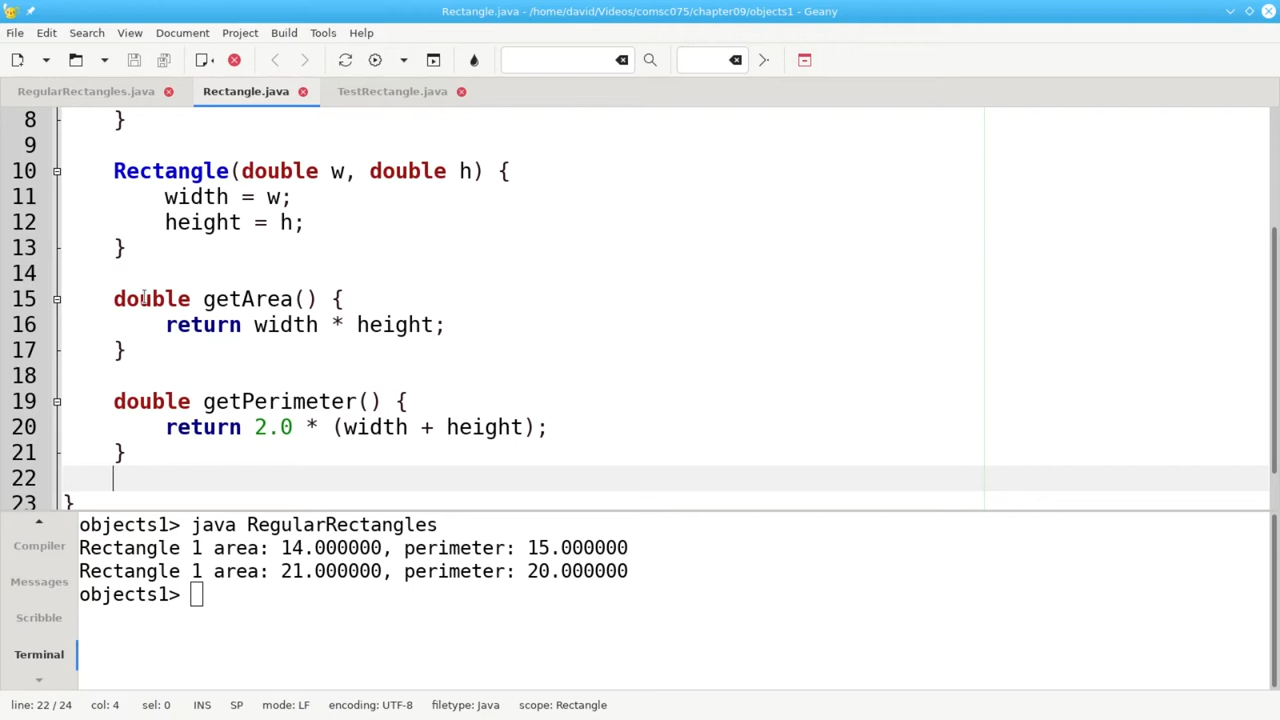 Rectangle.java - /home/david/Videos/comsc075/chapter09/objects1 - Geany
File Edit Search View Document Project Build Tools Help
RegularRectangles.java Rectangle.java TestRectangle.java
8 }
9
10 Rectangle(double w, double h) {
11 width = w;
12 height = h;
13 }
14
15 double getArea() {
16 return width * height;
17 }
18
19 double getPerimeter() {
20 return 2.0 * (width + height);
21 }
22
23 }
Compiler
Messages
Scribble
Terminal
objects1> java RegularRectangles
Rectangle 1 area: 14.000000, perimeter: 15.000000
Rectangle 1 area: 21.000000, perimeter: 20.000000
objects1>
line: 22 / 24 col: 4 sel: 0 INS SP mode: LF encoding: UTF-8 filetype: Java scope: Rectangle